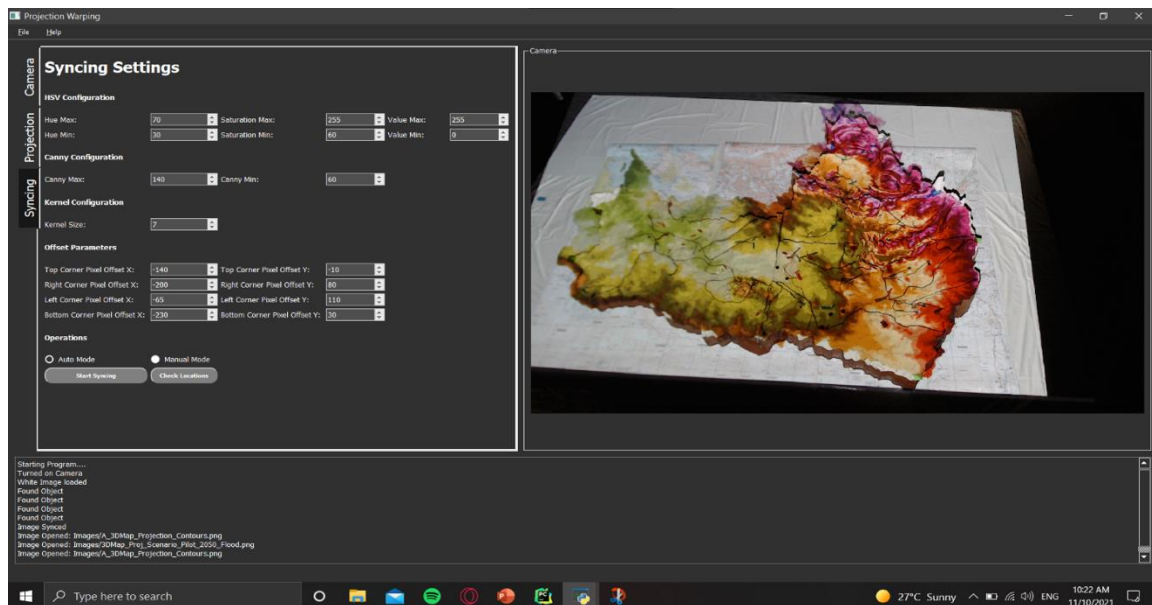 Projection Warping
File Help
Camera
Projection
Syncing
Syncing Settings
HSV Configuration
Hue Max: 70 Saturation Max: 255 Value Max: 255
Hue Min: 30 Saturation Min: 60 Value Min: 0
Canny Configuration
Canny Max: 140 Canny Min: 60
Kernel Configuration
Kernel Size: 7
Offset Parameters
Top Corner Pixel Offset X: -140 Top Corner Pixel Offset Y: -10
Right Corner Pixel Offset X: -200 Right Corner Pixel Offset Y: 80
Left Corner Pixel Offset X: -65 Left Corner Pixel Offset Y: 110
Bottom Corner Pixel Offset X: -230 Bottom Corner Pixel Offset Y: 30
Operations
Auto Mode Manual Mode
Start Syncing Check Locations
Camera
Starting Program....
Turned on Camera
White Image loaded
Found Object
Found Object
Found Object
Found Object
Image Synced
Image Opened: Images/A_3DMap_Projection_Contours.png
Image Opened: Images/3DMap_Proj_Scenario_Pilot_2050_Flood.png
Image Opened: Images/A_3DMap_Projection_Contours.png
Type here to search
27°C Sunny ENG
10:22 AM
11/10/2021